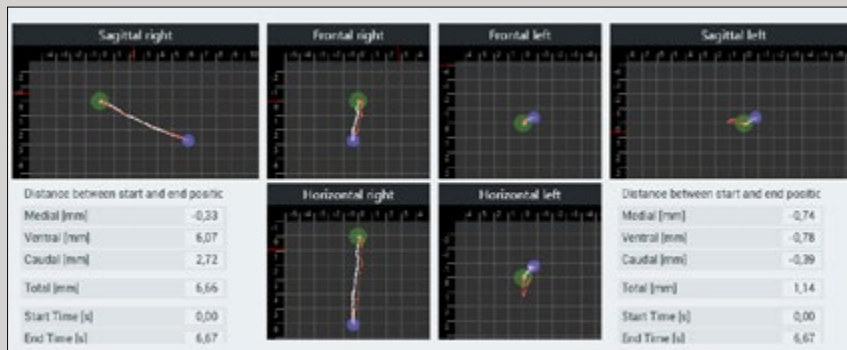 Sagittal right
Frontal right
Frontal left
Sagittal left
Distance between start and end positic
Medial [mm] -0,33
Ventral [mm] 6,07
Caudal [mm] 2,72
Total [mm] 6,66
Start Time [s] 0,00
End Time [s] 6,67
Horizontal right
Horizontal left
Distance between start and end positic
Medial [mm] -0,74
Ventral [mm] -0,78
Caudal [mm] -0,39
Total [mm] 1,14
Start Time [s] 0,00
End Time [s] 6,67